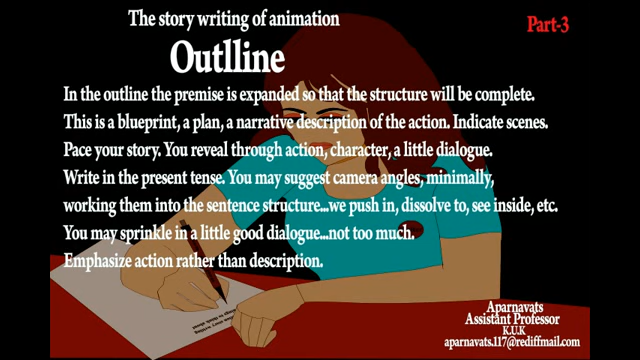 The story writing of animation
Part-3
Outlline
In the outline the premise is expanded so that the structure will be complete.
This is a blueprint, a plan, a narrative description of the action. Indicate scenes.
Pace your story. You reveal through action, character, a little dialogue.
Write in the present tense. You may suggest camera angles, minimally,
working them into the sentence structure...we push in, dissolve to, see inside, etc.
You may sprinkle in a little good dialogue...not too much.
Emphasize action rather than description.
Aparnavats
Assistant Professor
K.U.K
aparnavats.117@rediffmail.com